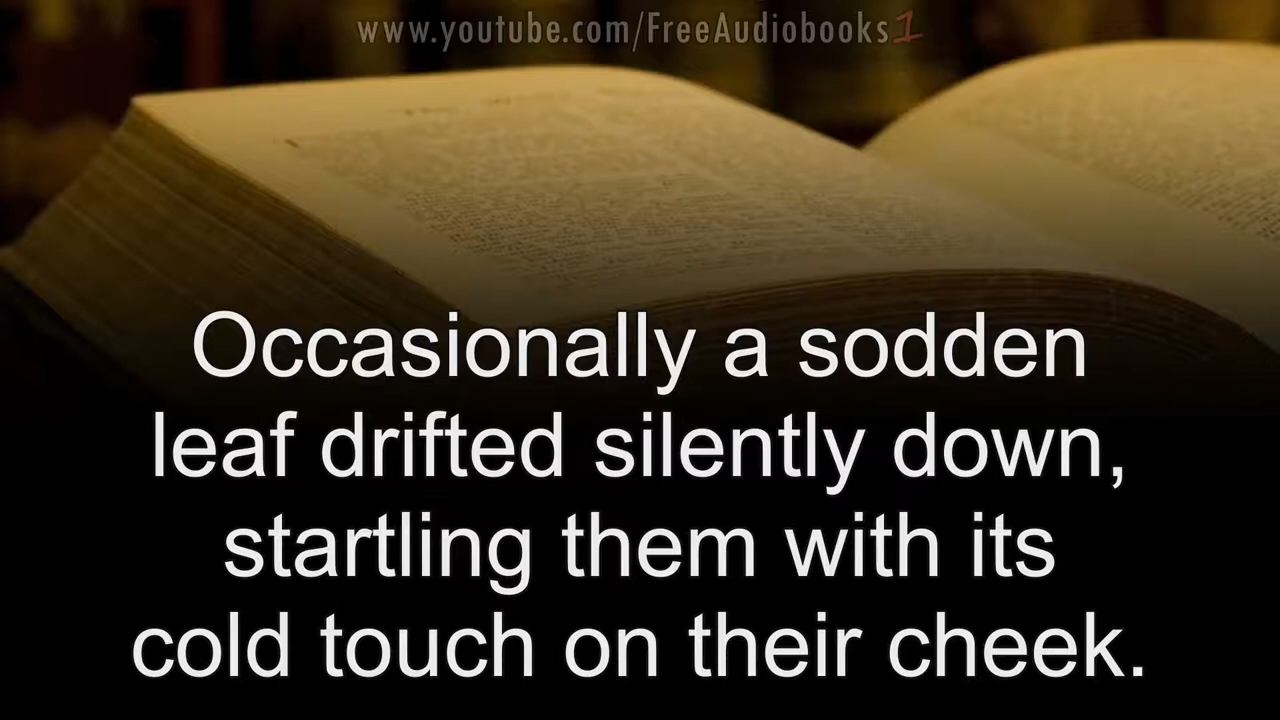 www.youtube.com/FreeAudiobooks1
Occasionally a sodden
leaf drifted silently down,
startling them with its
cold touch on their cheek.